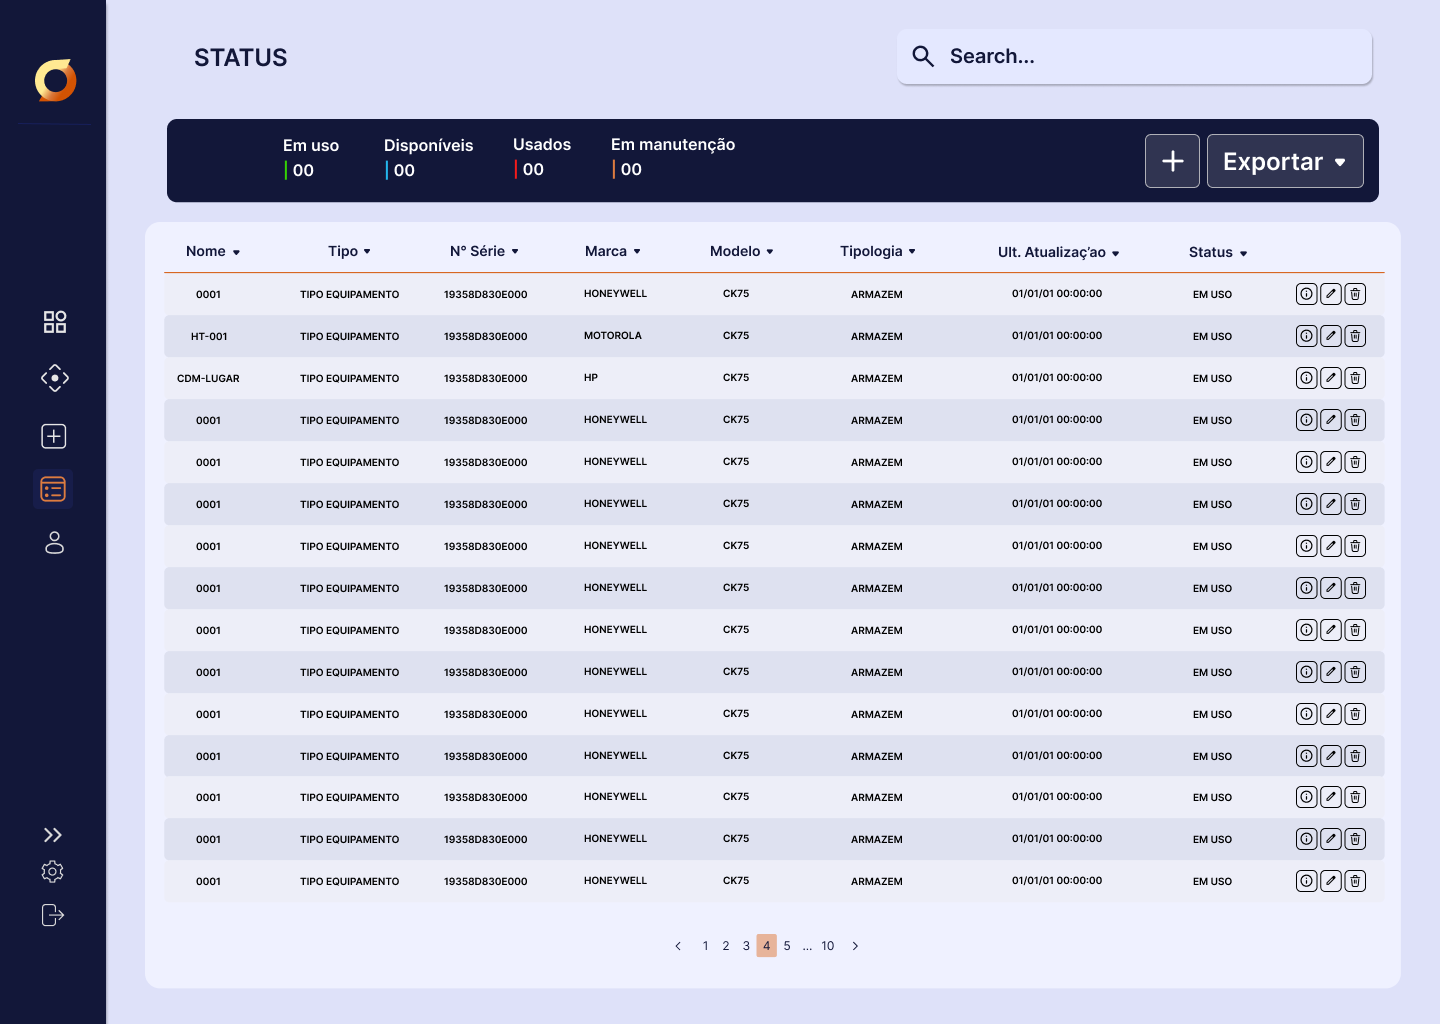 STATUS
Search...
Em uso Disponíveis Usados Em manutenção
00 00 00 00
Exportar
Nome Tipo Nº Série Marca Modelo Tipologia Ult. Atualizaç’ao Status
0001 TIPO EQUIPAMENTO 19358D830E000 HONEYWELL CK75 ARMAZEM 01/01/01 00:00:00 EM USO
HT-001 TIPO EQUIPAMENTO 19358D830E000 MOTOROLA CK75 ARMAZEM 01/01/01 00:00:00 EM USO
CDM-LUGAR TIPO EQUIPAMENTO 19358D830E000 HP CK75 ARMAZEM 01/01/01 00:00:00 EM USO
0001 TIPO EQUIPAMENTO 19358D830E000 HONEYWELL CK75 ARMAZEM 01/01/01 00:00:00 EM USO
0001 TIPO EQUIPAMENTO 19358D830E000 HONEYWELL CK75 ARMAZEM 01/01/01 00:00:00 EM USO
0001 TIPO EQUIPAMENTO 19358D830E000 HONEYWELL CK75 ARMAZEM 01/01/01 00:00:00 EM USO
0001 TIPO EQUIPAMENTO 19358D830E000 HONEYWELL CK75 ARMAZEM 01/01/01 00:00:00 EM USO
0001 TIPO EQUIPAMENTO 19358D830E000 HONEYWELL CK75 ARMAZEM 01/01/01 00:00:00 EM USO
0001 TIPO EQUIPAMENTO 19358D830E000 HONEYWELL CK75 ARMAZEM 01/01/01 00:00:00 EM USO
0001 TIPO EQUIPAMENTO 19358D830E000 HONEYWELL CK75 ARMAZEM 01/01/01 00:00:00 EM USO
0001 TIPO EQUIPAMENTO 19358D830E000 HONEYWELL CK75 ARMAZEM 01/01/01 00:00:00 EM USO
0001 TIPO EQUIPAMENTO 19358D830E000 HONEYWELL CK75 ARMAZEM 01/01/01 00:00:00 EM USO
0001 TIPO EQUIPAMENTO 19358D830E000 HONEYWELL CK75 ARMAZEM 01/01/01 00:00:00 EM USO
0001 TIPO EQUIPAMENTO 19358D830E000 HONEYWELL CK75 ARMAZEM 01/01/01 00:00:00 EM USO
0001 TIPO EQUIPAMENTO 19358D830E000 HONEYWELL CK75 ARMAZEM 01/01/01 00:00:00 EM USO
1 2 3 4 5 ... 10